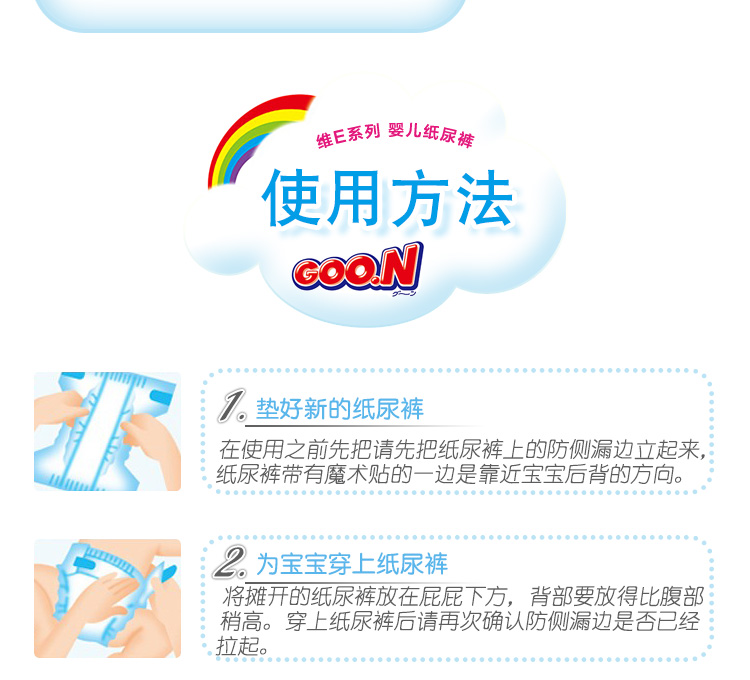 维E系列 婴儿纸尿裤
使用方法
GOO.N
グ〜ン
1. 垫好新的纸尿裤
在使用之前先把请先把纸尿裤上的防侧漏边立起来，
纸尿裤带有魔术贴的一边是靠近宝宝后背的方向。
2. 为宝宝穿上纸尿裤
将摊开的纸尿裤放在屁屁下方，背部要放得比腹部
稍高。穿上纸尿裤后请再次确认防侧漏边是否已经
拉起。